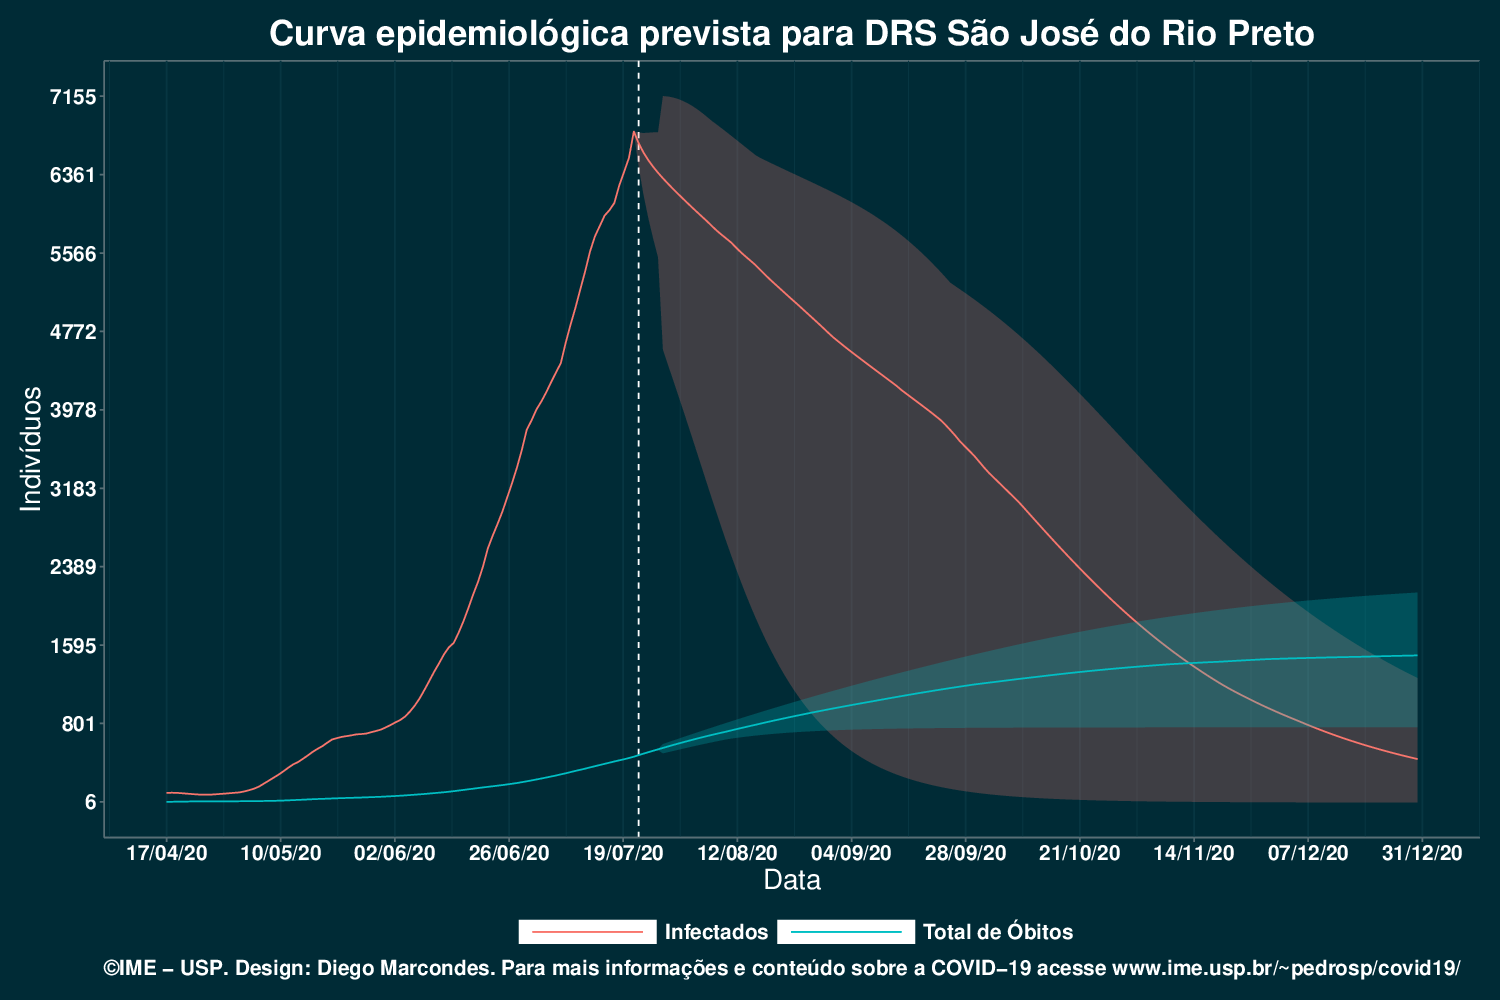 Curva epidemiológica prevista para DRS São José do Rio Preto
Indivíduos
7155
6361
5566
4772
3978
3183
2389
1595
801
6
17/04/20 10/05/20 02/06/20 26/06/20 19/07/20 12/08/20 04/09/20 28/09/20 21/10/20 14/11/20 07/12/20 31/12/20
Data
Infectados Total de Óbitos
©IME − USP. Design: Diego Marcondes. Para mais informações e conteúdo sobre a COVID−19 acesse www.ime.usp.br/~pedrosp/covid19/